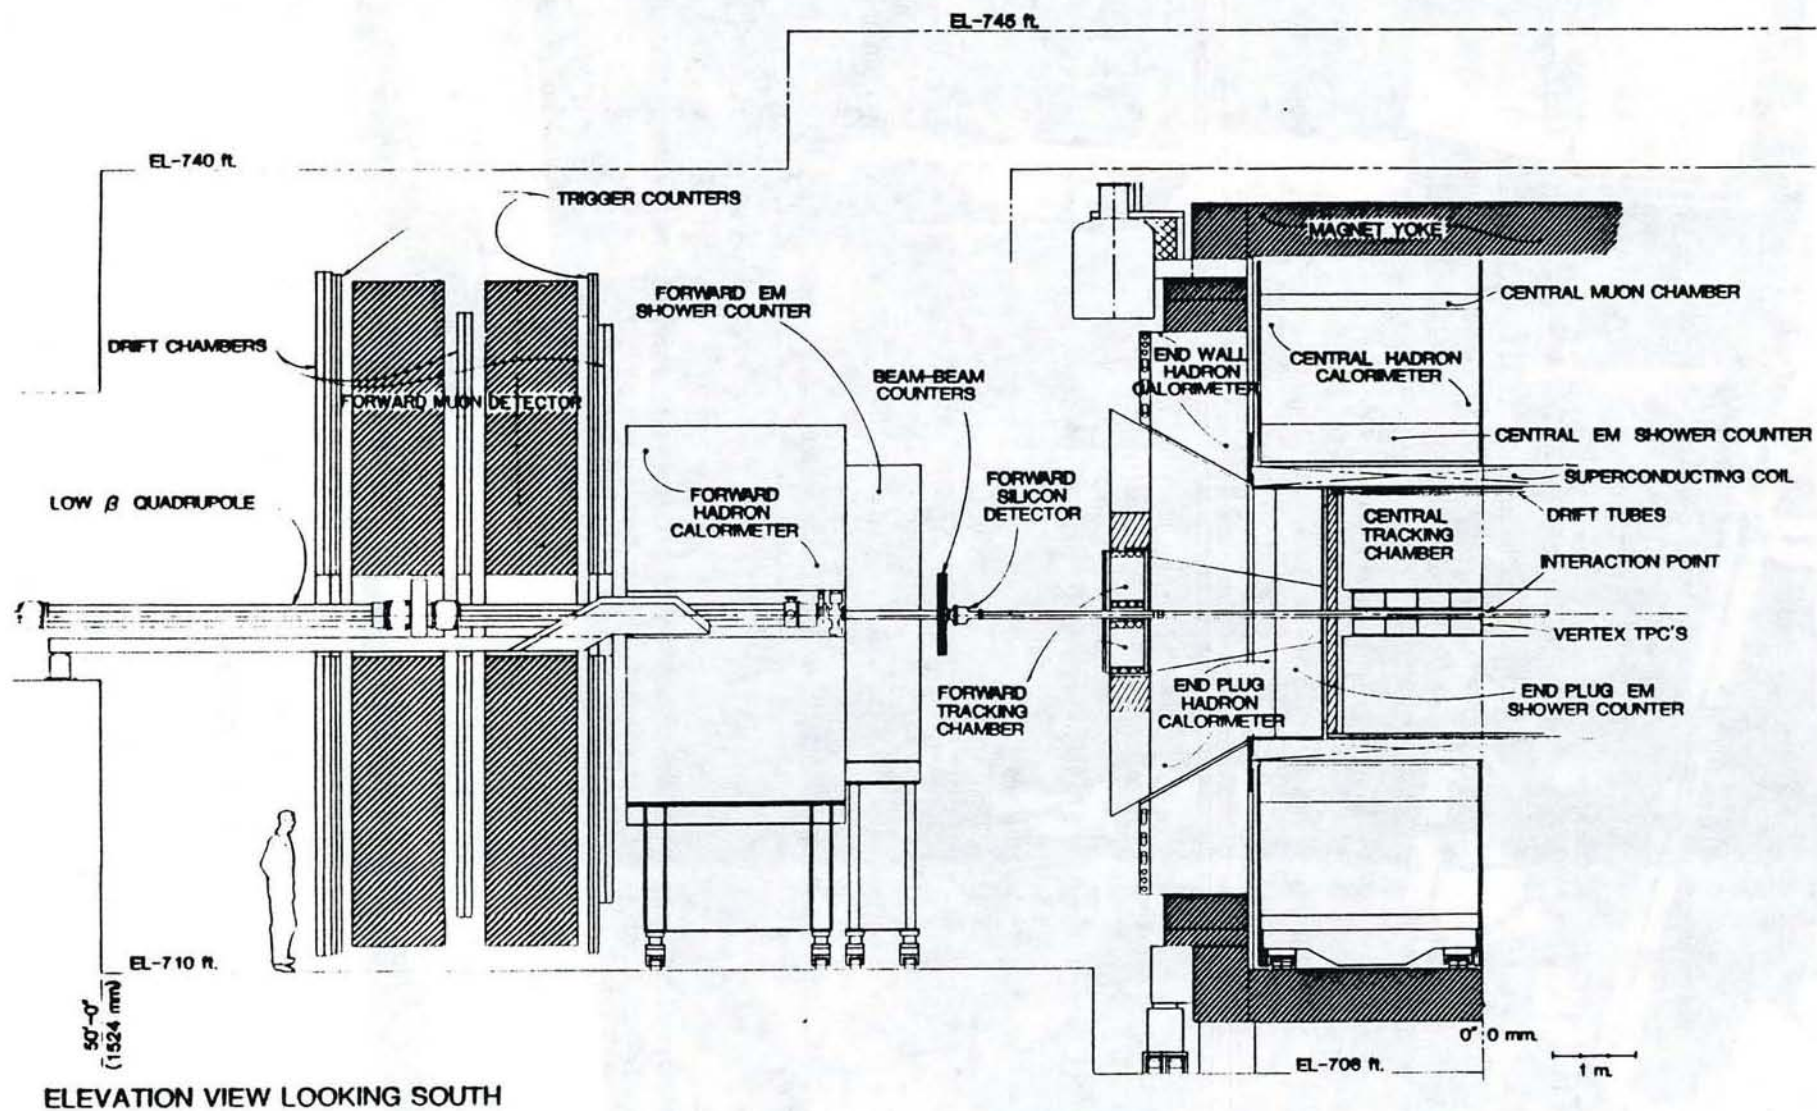 EL-745 ft.
EL-740 ft.
TRIGGER COUNTERS
MAGNET YOKE
FORWARD EM
SHOWER COUNTER
CENTRAL MUON CHAMBER
DRIFT CHAMBERS
END WALL
HADRON
CALORIMETER
CENTRAL HADRON
CALORIMETER
BEAM-BEAM
COUNTERS
FORWARD MUON DETECTOR
CENTRAL EM SHOWER COUNTER
LOW β QUADRUPOLE
FORWARD
HADRON
CALORIMETER
FORWARD
SILICON
DETECTOR
SUPERCONDUCTING COIL
CENTRAL
TRACKING
CHAMBER
DRIFT TUBES
INTERACTION POINT
VERTEX TPC'S
FORWARD
TRACKING
CHAMBER
END PLUG
HADRON
CALORIMETER
END PLUG EM
SHOWER COUNTER
EL-710 ft.
50'-0"
(1524 mm)
0" 0 mm.
EL-706 ft.
1 m.
ELEVATION VIEW LOOKING SOUTH